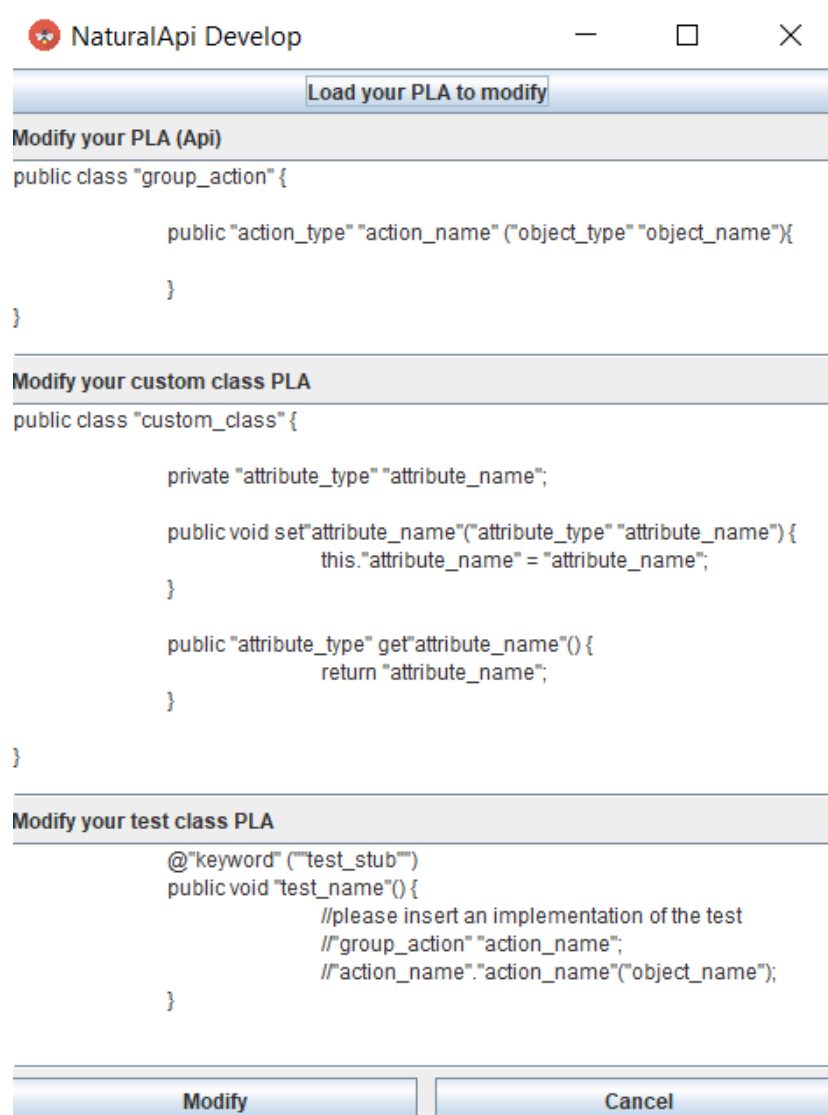 NaturalApi Develop
Load your PLA to modify
Modify your PLA (Api)
public class "group_action" {
public "action_type" "action_name" ("object_type" "object_name"){
}
}
Modify your custom class PLA
public class "custom_class" {
private "attribute_type" "attribute_name";
public void set"attribute_name"("attribute_type" "attribute_name") {
this."attribute_name" = "attribute_name";
}
public "attribute_type" get"attribute_name"() {
return "attribute_name";
}
}
Modify your test class PLA
@"keyword" (""test_stub"")
public void "test_name"() {
//please insert an implementation of the test
//"group_action" "action_name";
//"action_name"."action_name"("object_name");
}
Modify
Cancel